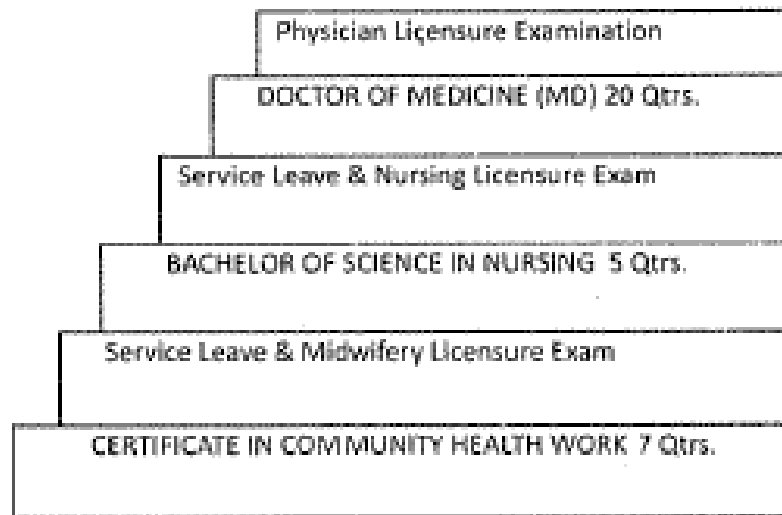 Physician Licensure Examination
DOCTOR OF MEDICINE (MD) 20 Qtrs.
Service Leave & Nursing Licensure Exam
BACHELOR OF SCIENCE IN NURSING 5 Qtrs.
Service Leave & Midwifery Licensure Exam
CERTIFICATE IN COMMUNITY HEALTH WORK 7 Qtrs.